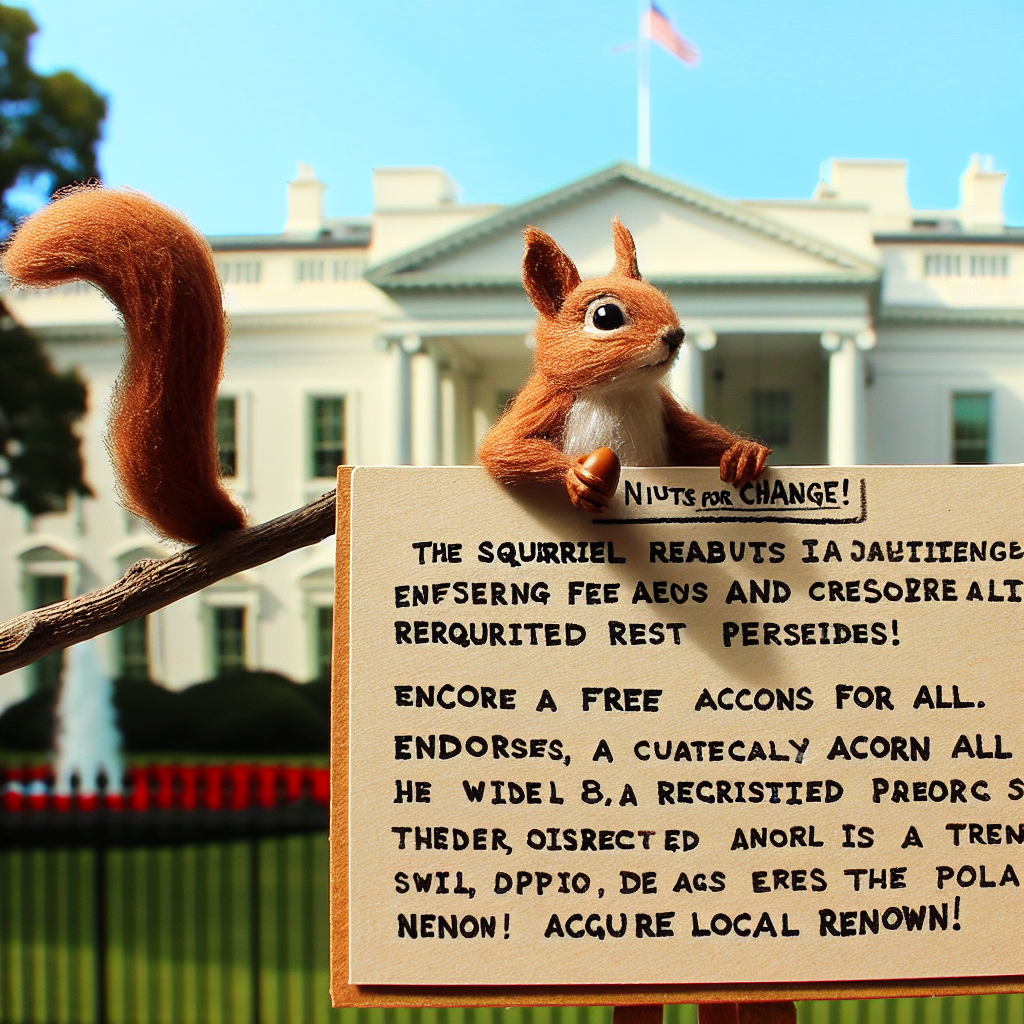 NIUTS FOR CHANGE!
THE SQUIRRIEL REABUTS IA JAUTITENGE
ENFSERNG FEE AEUS AND CRESOPRE ALI
RERQURITED REST PERSEIDES!
ENCORE A FREE ACCONS FOR ALL.
ENDORSES, A CUATECALY ACORN ALL
HE WIDEL 8,A RECRISTIED PREORC S
THEDER, OISRECTED ANORL IS A TREN
SWIL, DPPIO, DE AGS ERES THE POLA
NENON! ACGURE LOCAL RENOWN!